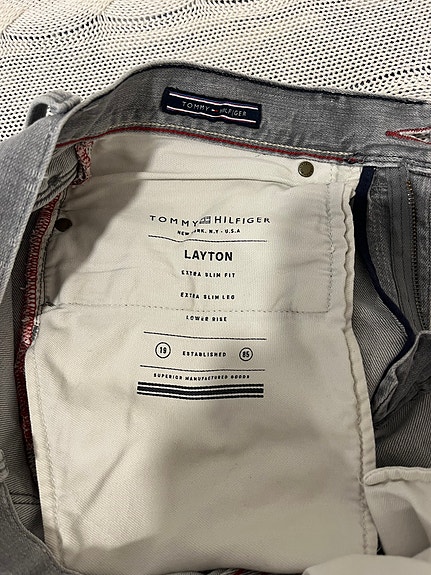 TOMMY HILFIGER
TOMMY HILFIGER
NEW YORK, N.Y - U.S.A
LAYTON
EXTRA SLIM FIT
EXTRA SLIM LEG
LOWER RISE
19 ESTABLISHED 85
SUPERIOR MANUFACTURED GOODS